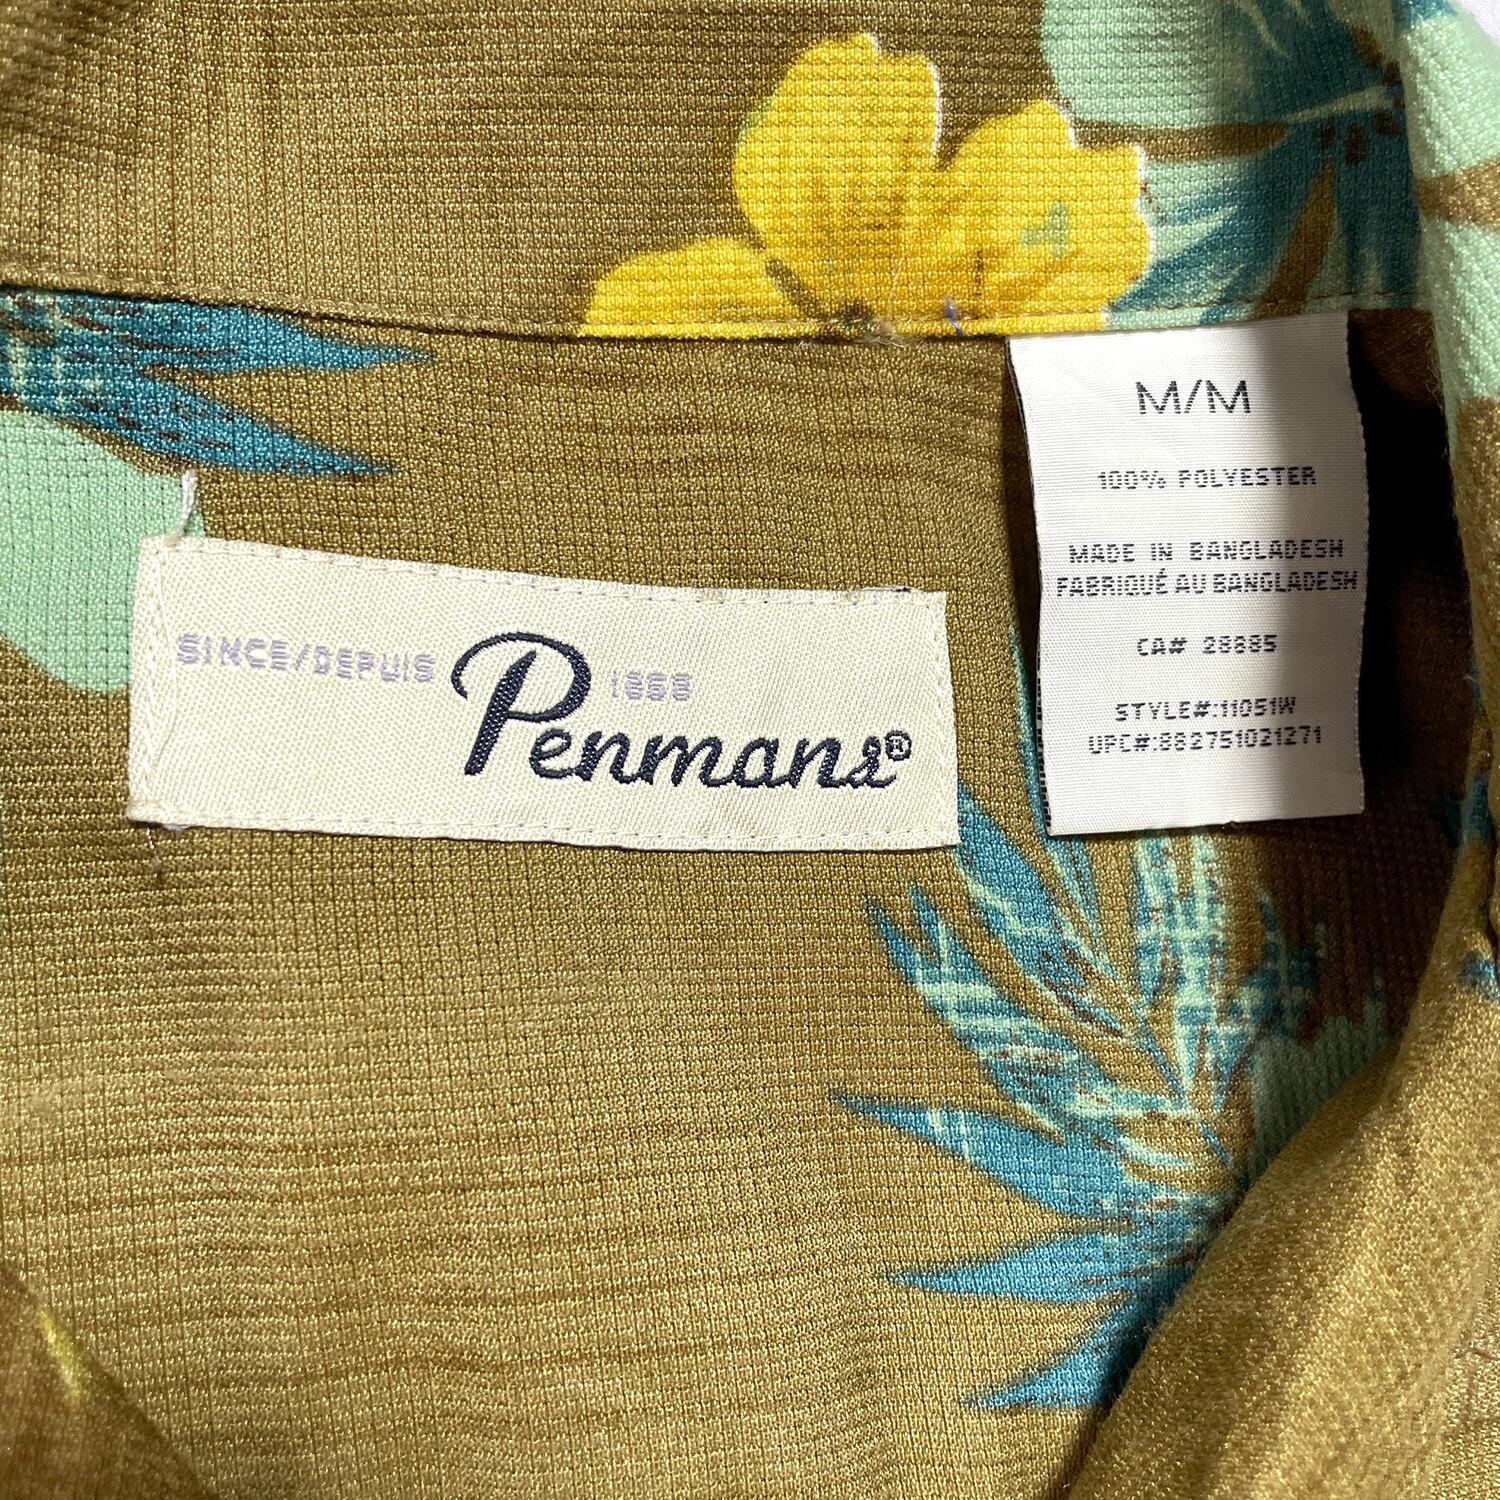 SINCE/DEPUIS 1868
Penmans®
M/M
100% POLYESTER
MADE IN BANGLADESH
FABRIQUÉ AU BANGLADESH
CA# 28885
STYLE#:11051W
UPC#:882751021271